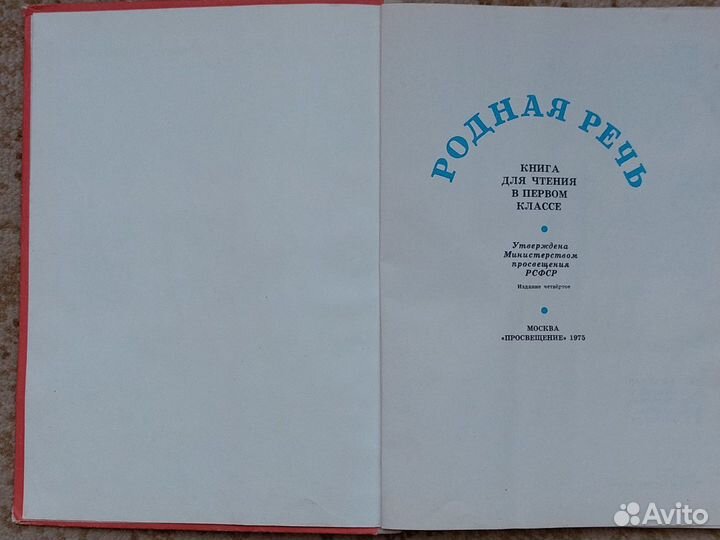 РОДНАЯ РЕЧЬ
КНИГА
ДЛЯ ЧТЕНИЯ
В ПЕРВОМ
КЛАССЕ
Утверждена
Министерством
просвещения
РСФСР
Издание четвёртое
МОСКВА
«ПРОСВЕЩЕНИЕ» 1975
Avito